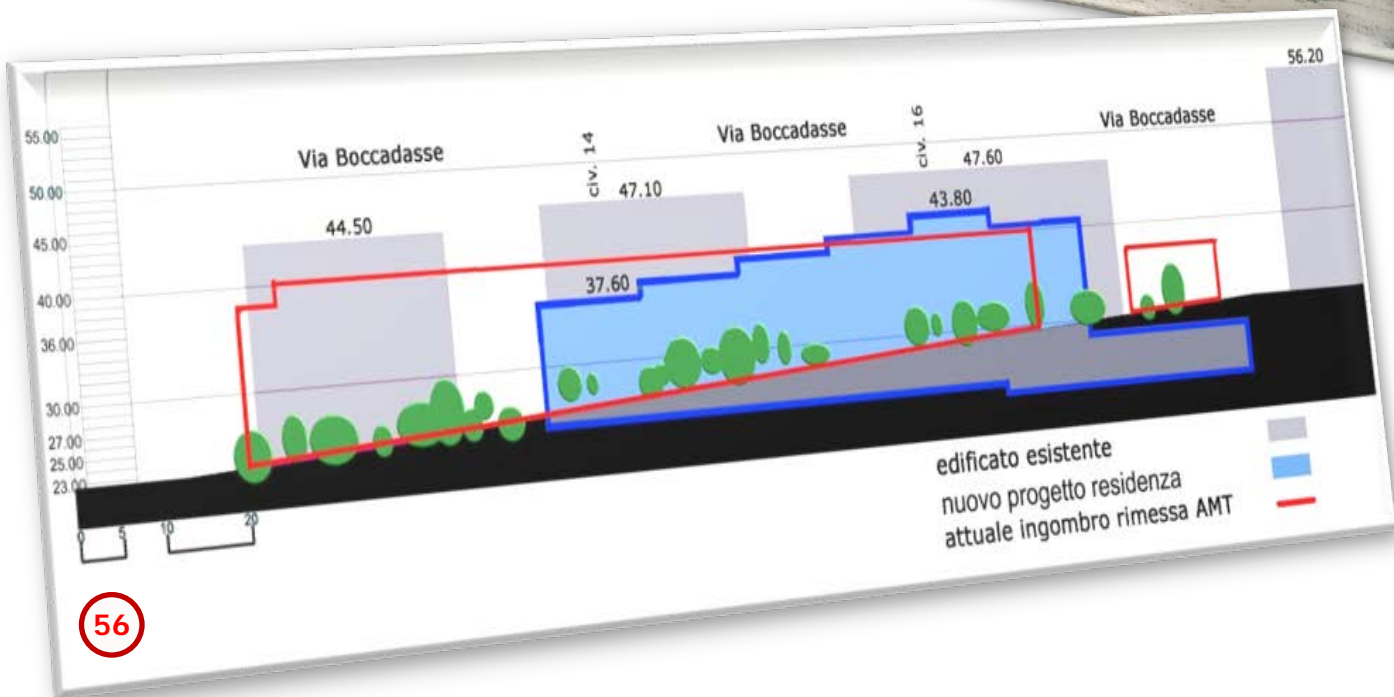 56.20
Via Boccadasse
Via Boccadasse
Via Boccadasse
civ. 14
civ. 16
44.50
47.10
47.60
43.80
37.60
55.00
50.00
45.00
40.00
36.00
30.00
27.00
25.00
23.00
0 5 10 20
edificato esistente
nuovo progetto residenza
attuale ingombro rimessa AMT
56